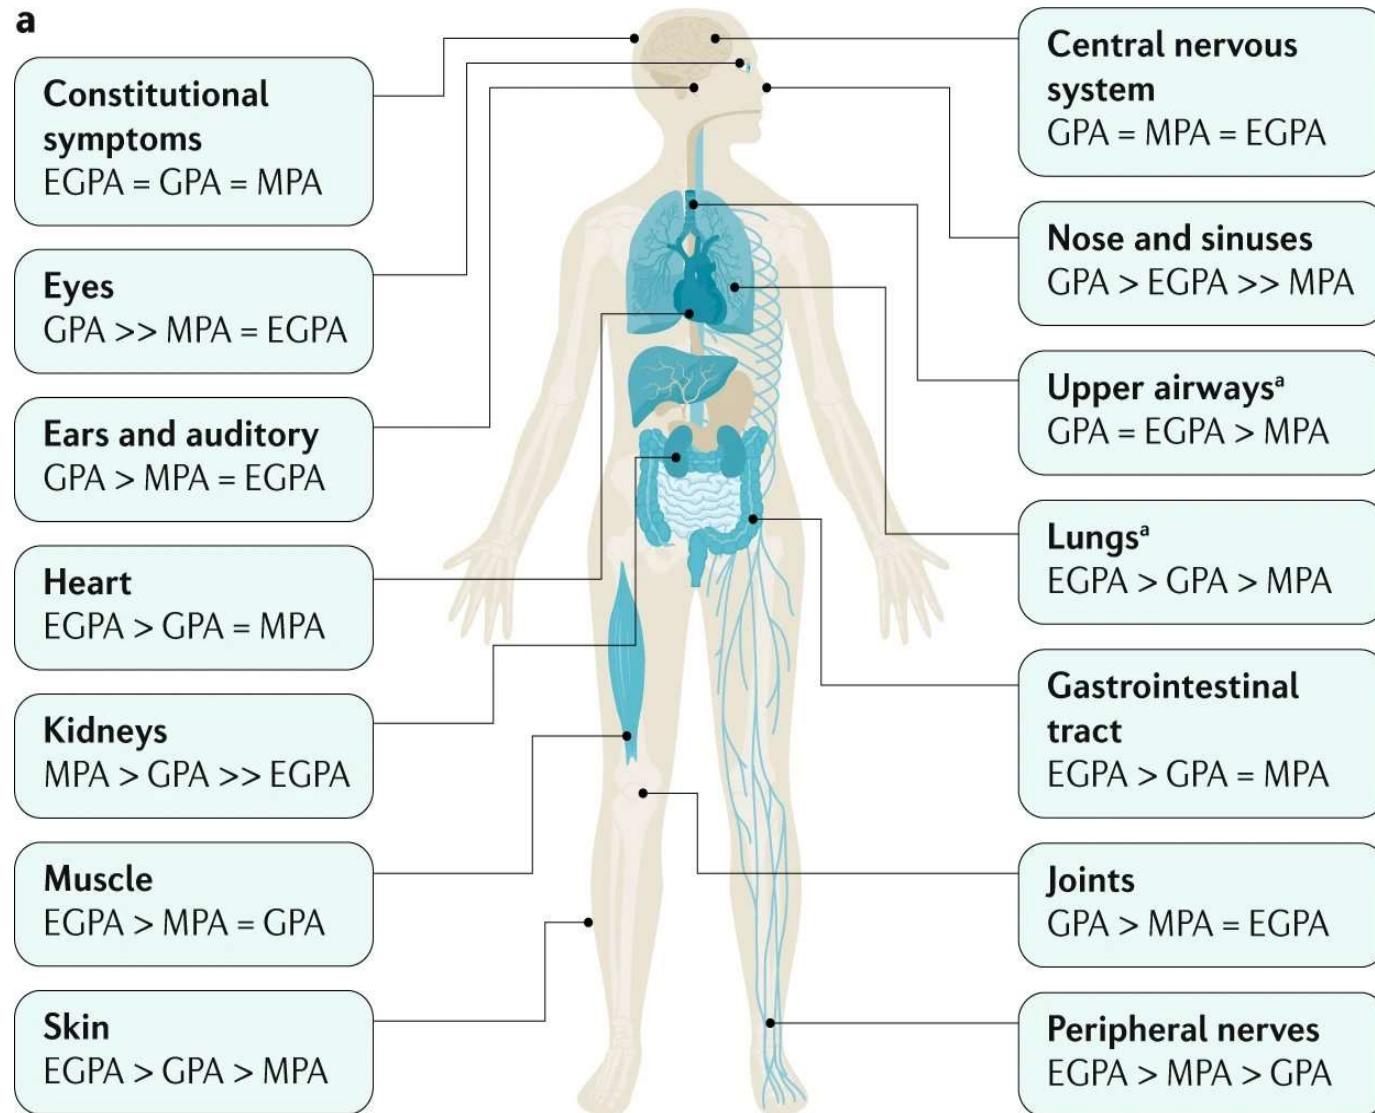 a
Constitutional
symptoms
EGPA = GPA = MPA
Eyes
GPA >> MPA = EGPA
Ears and auditory
GPA > MPA = EGPA
Heart
EGPA > GPA = MPA
Kidneys
MPA > GPA >> EGPA
Muscle
EGPA > MPA = GPA
Skin
EGPA > GPA > MPA
Central nervous
system
GPA = MPA = EGPA
Nose and sinuses
GPA > EGPA >> MPA
Upper airwaysᵃ
GPA = EGPA > MPA
Lungsᵃ
EGPA > GPA > MPA
Gastrointestinal
tract
EGPA > GPA = MPA
Joints
GPA > MPA = EGPA
Peripheral nerves
EGPA > MPA > GPA